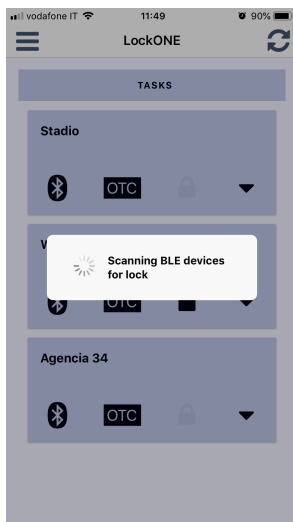 vodafone IT 11:49 90%
LockONE
TASKS
Stadio
OTC
Scanning BLE devices
for lock
OTC
Agencia 34
OTC